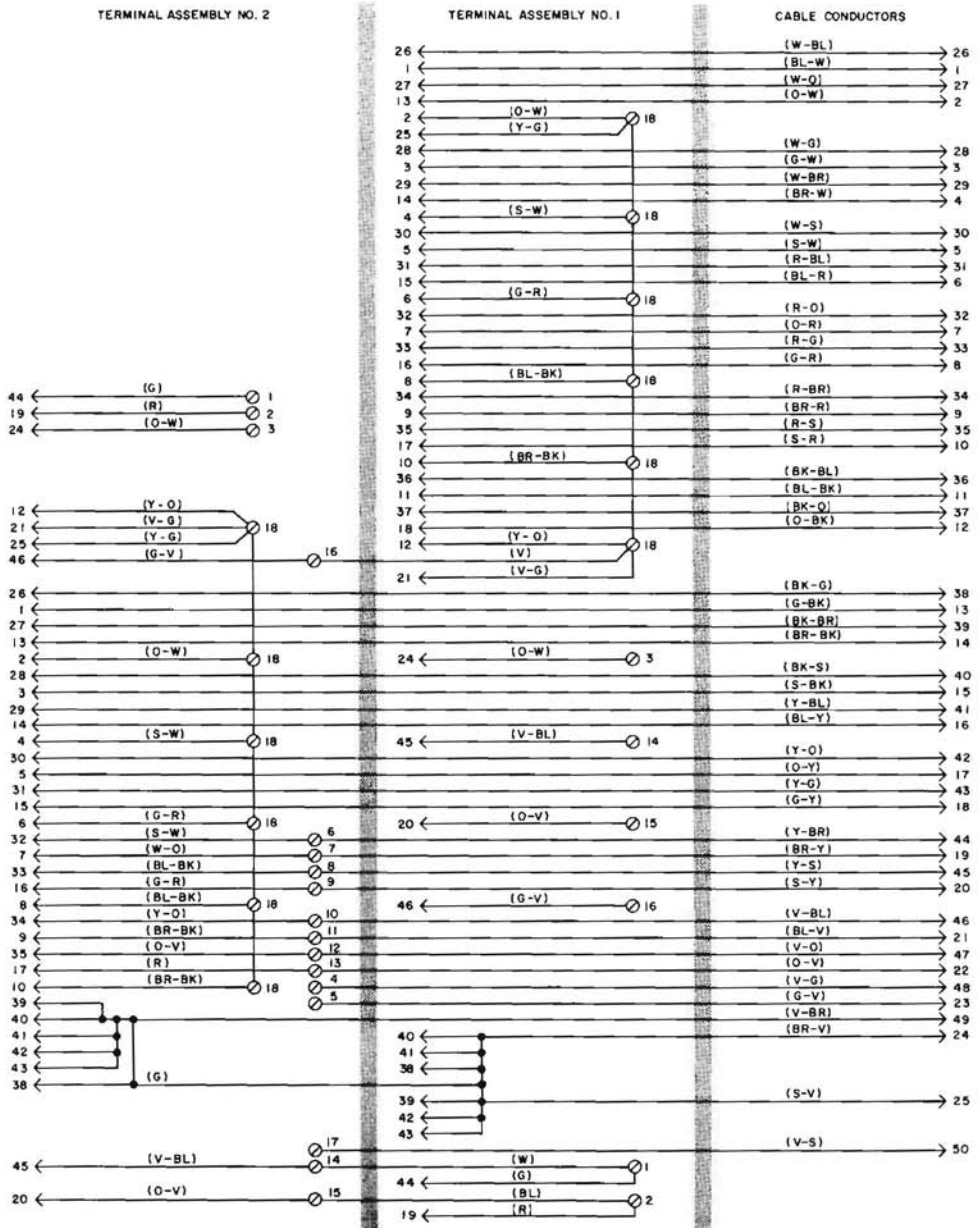 TERMINAL ASSEMBLY NO. 2 TERMINAL ASSEMBLY NO. 1 CABLE CONDUCTORS
26 (W-BL) 26
1 (BL-W) 1
27 (W-O) 27
13 (O-W) 2
2 (O-W) 18
25 (Y-G)
28 (W-G) 28
3 (G-W) 3
29 (W-BR) 29
14 (BR-W) 4
4 (S-W) 18
30 (W-S) 30
5 (S-W) 5
31 (R-BL) 31
15 (BL-R) 6
6 (G-R) 18
32 (R-O) 32
7 (O-R) 7
33 (R-G) 33
16 (G-R) 8
8 (BL-BK) 18
44 (G) 1 34 (R-BR) 34
19 (R) 2 9 (BR-R) 9
24 (O-W) 3 35 (R-S) 35
17 (S-R) 10
10 (BR-BK) 18
36 (BK-BL) 36
11 (BL-BK) 11
12 (Y-O) 37 (BK-O) 37
21 (V-G) 18 18 (O-BK) 12
25 (Y-G) 12 (Y-O) 18
46 (G-V) 16 (V)
21 (V-G)
26 (BK-G) 38
1 (G-BK) 13
27 (BK-BR) 39
13 (BR-BK) 14
2 (O-W) 18 24 (O-W) 3
28 (BK-S) 40
3 (S-BK) 15
29 (Y-BL) 41
14 (BL-Y) 16
4 (S-W) 18 45 (V-BL) 14
30 (Y-O) 42
5 (O-Y) 17
31 (Y-G) 43
15 (G-Y) 18
6 (G-R) 18 20 (O-V) 15
32 (S-W) 6 (Y-BR) 44
7 (W-O) 7 (BR-Y) 19
33 (BL-BK) 8 (Y-S) 45
16 (G-R) 9 (S-Y) 20
8 (BL-BK) 18 46 (G-V) 16
34 (Y-O) 10 (V-BL) 46
9 (BR-BK) 11 (BL-V) 21
35 (O-V) 12 (V-O) 47
17 (R) 13 (O-V) 22
10 (BR-BK) 18 4 (V-G) 48
39 5 (G-V) 23
40 (V-BR) 49
41 40 (BR-V) 24
42 41
43 38
38 (G)
39 (S-V) 25
42
43
17 (V-S) 50
45 (V-BL) 14 (W) 1
44 (G)
20 (O-V) 15 (BL) 2
19 (R)